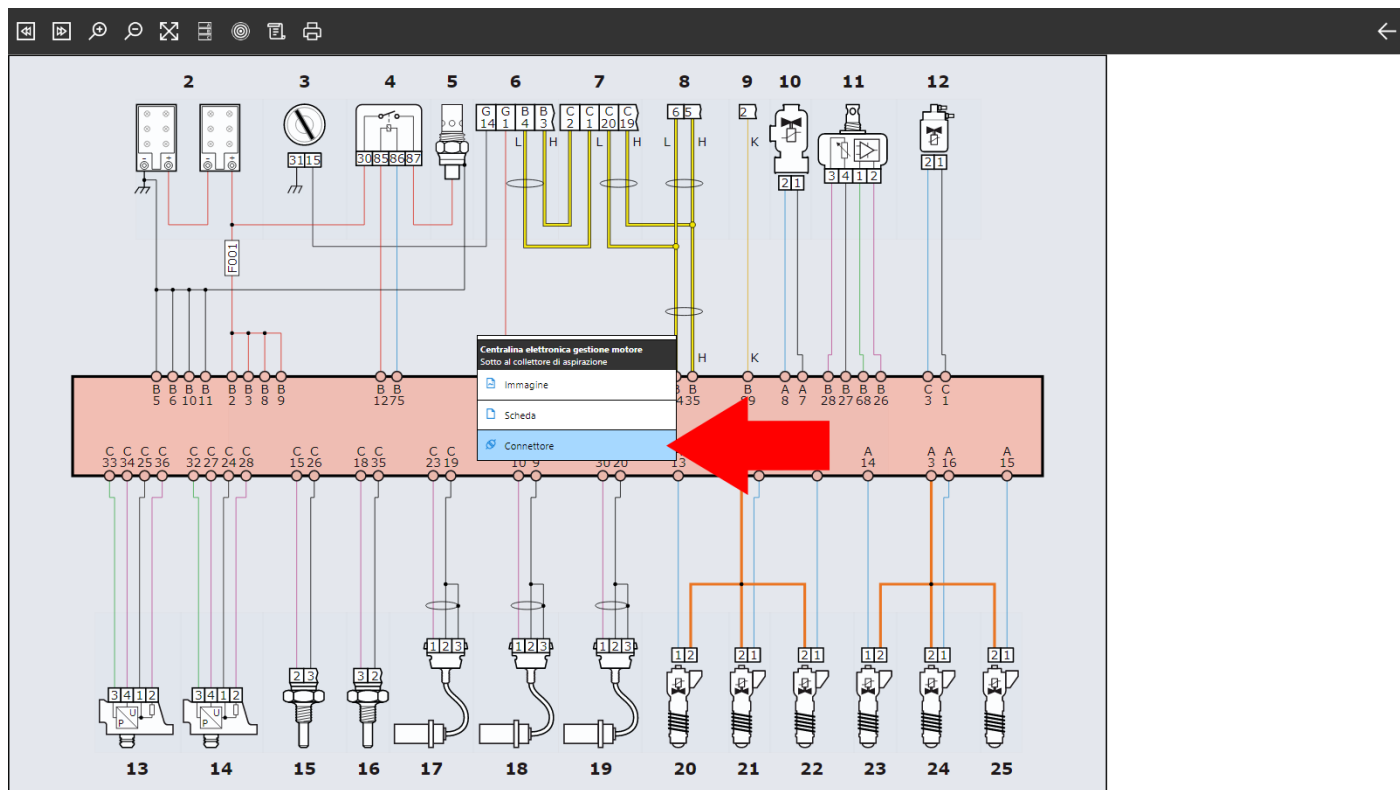 2 3 4 5 6 7 8 9 10 11 12
G G B B C C C C 6 5 2
14 1 4 3 2 1 20 19
L H L H L H K
31 15 30 85 86 87 2 1 3 4 1 2 2 1
F001
H K
Centralina elettronica gestione motore
Sotto al collettore di aspirazione
Immagine
Scheda
Connettore
B B B B B B B B B B B B A A B B B B C C
5 6 10 11 2 3 8 9 12 75 34 35 89 8 7 28 27 68 26 3 1
C C C C C C C C C C C C C C A A A A
33 34 25 36 32 27 24 28 15 26 18 35 23 19 10 9 30 20 13 14 3 16 15
1 2 3 1 2 3 1 2 3 1 2 2 1 2 1 1 2 2 1 2 1
3 4 1 2 3 4 1 2 2 3 3 2
U P U P
13 14 15 16 17 18 19 20 21 22 23 24 25